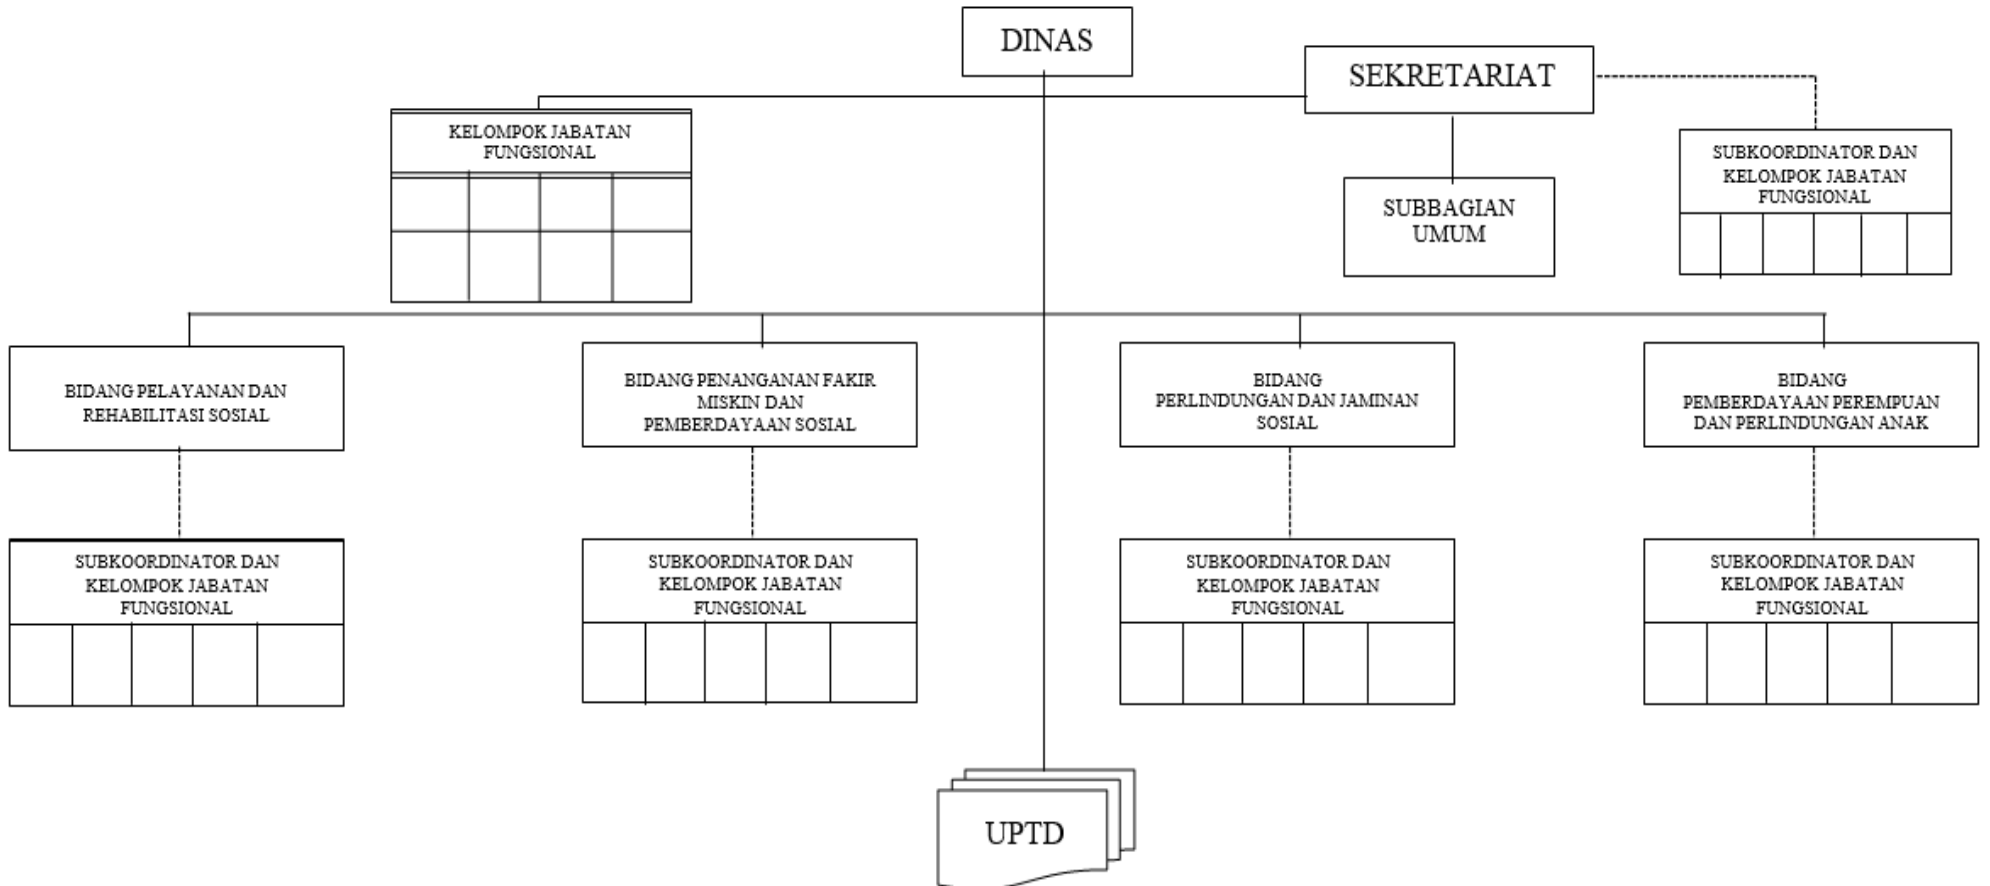 DINAS
SEKRETARIAT
KELOMPOK JABATAN
FUNGSIONAL
SUBKOORDINATOR DAN
KELOMPOK JABATAN
FUNGSIONAL
SUBBAGIAN
UMUM
BIDANG PELAYANAN DAN
REHABILITASI SOSIAL
BIDANG PENANGANAN FAKIR
MISKIN DAN
PEMBERDAYAAN SOSIAL
BIDANG
PERLINDUNGAN DAN JAMINAN
SOSIAL
BIDANG
PEMBERDAYAAN PEREMPUAN
DAN PERLINDUNGAN ANAK
SUBKOORDINATOR DAN
KELOMPOK JABATAN
FUNGSIONAL
SUBKOORDINATOR DAN
KELOMPOK JABATAN
FUNGSIONAL
SUBKOORDINATOR DAN
KELOMPOK JABATAN
FUNGSIONAL
SUBKOORDINATOR DAN
KELOMPOK JABATAN
FUNGSIONAL
UPTD